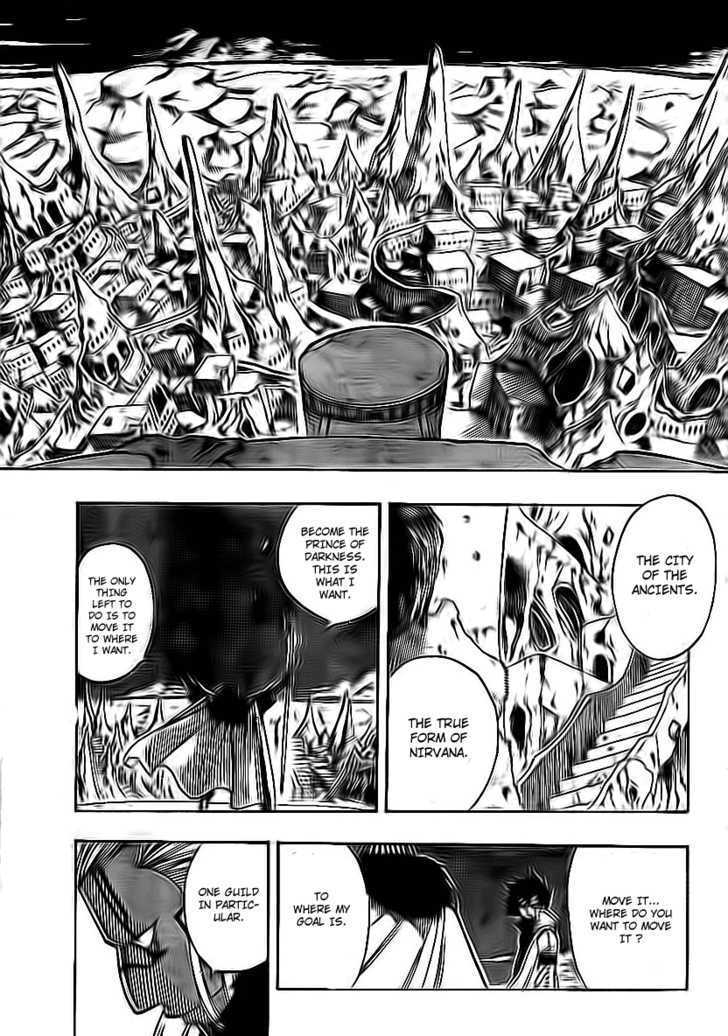 THE CITY
OF THE
ANCIENTS.
THE TRUE
FORM OF
NIRVANA.
BECOME THE
PRINCE OF
DARKNESS.
THIS IS
WHAT I
WANT.
THE ONLY
THING
LEFT TO
DO IS TO
MOVE IT
TO WHERE
I WANT.
MOVE IT...
WHERE DO YOU
WANT TO MOVE
IT ?
TO
WHERE MY
GOAL IS.
ONE GUILD
IN PARTIC-
ULAR.